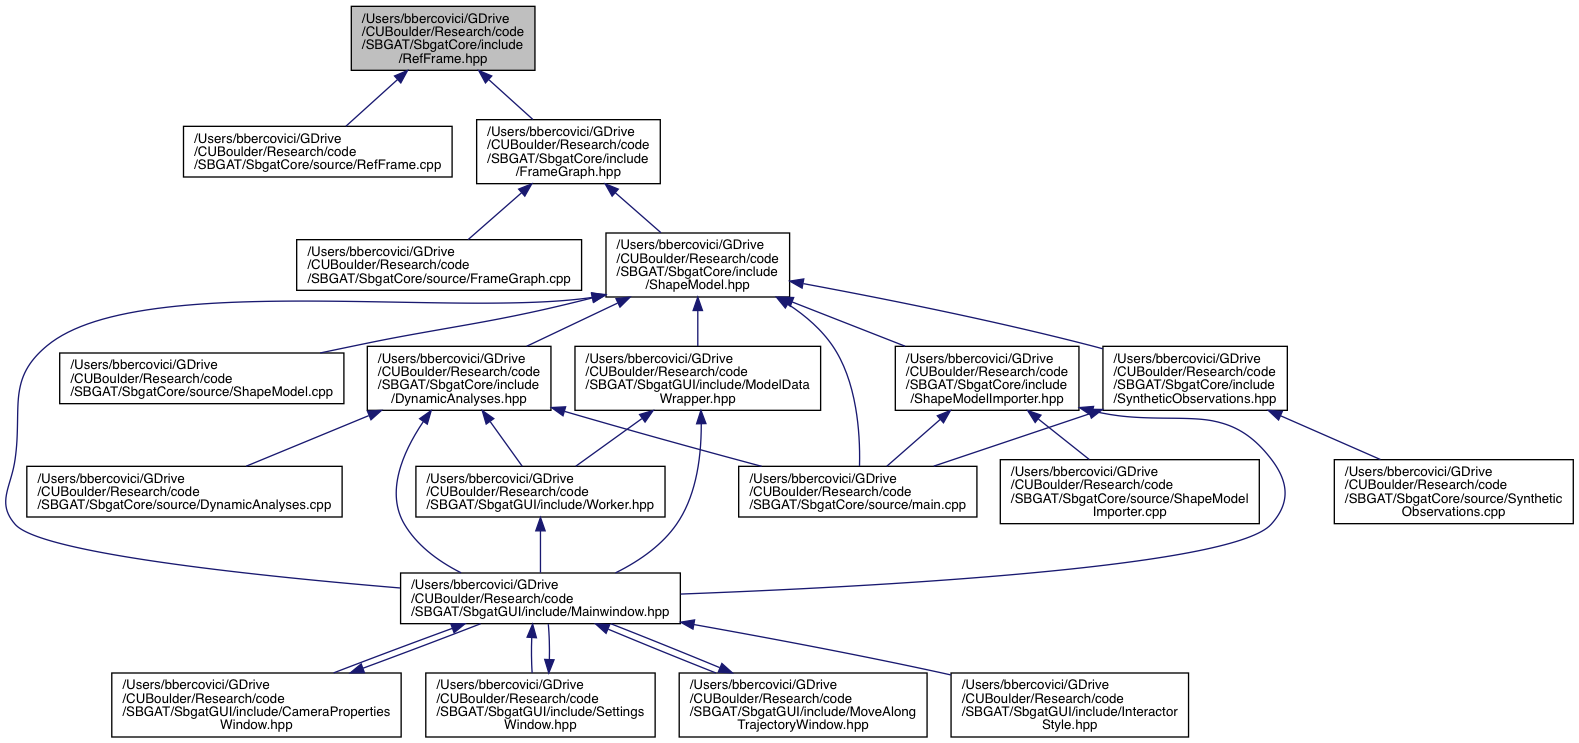 /Users/bbercovici/GDrive
/CUBoulder/Research/code
/SBGAT/SbgatCore/include
/RefFrame.hpp
/Users/bbercovici/GDrive
/CUBoulder/Research/code
/SBGAT/SbgatCore/source/RefFrame.cpp
/Users/bbercovici/GDrive
/CUBoulder/Research/code
/SBGAT/SbgatCore/include
/FrameGraph.hpp
/Users/bbercovici/GDrive
/CUBoulder/Research/code
/SBGAT/SbgatCore/source/FrameGraph.cpp
/Users/bbercovici/GDrive
/CUBoulder/Research/code
/SBGAT/SbgatCore/include
/ShapeModel.hpp
/Users/bbercovici/GDrive
/CUBoulder/Research/code
/SBGAT/SbgatCore/source/ShapeModel.cpp
/Users/bbercovici/GDrive
/CUBoulder/Research/code
/SBGAT/SbgatCore/include
/DynamicAnalyses.hpp
/Users/bbercovici/GDrive
/CUBoulder/Research/code
/SBGAT/SbgatGUI/include/ModelData
Wrapper.hpp
/Users/bbercovici/GDrive
/CUBoulder/Research/code
/SBGAT/SbgatCore/include
/ShapeModelImporter.hpp
/Users/bbercovici/GDrive
/CUBoulder/Research/code
/SBGAT/SbgatCore/include
/SyntheticObservations.hpp
/Users/bbercovici/GDrive
/CUBoulder/Research/code
/SBGAT/SbgatCore/source/DynamicAnalyses.cpp
/Users/bbercovici/GDrive
/CUBoulder/Research/code
/SBGAT/SbgatGUI/include/Worker.hpp
/Users/bbercovici/GDrive
/CUBoulder/Research/code
/SBGAT/SbgatCore/source/main.cpp
/Users/bbercovici/GDrive
/CUBoulder/Research/code
/SBGAT/SbgatCore/source/ShapeModel
Importer.cpp
/Users/bbercovici/GDrive
/CUBoulder/Research/code
/SBGAT/SbgatCore/source/Synthetic
Observations.cpp
/Users/bbercovici/GDrive
/CUBoulder/Research/code
/SBGAT/SbgatGUI/include/Mainwindow.hpp
/Users/bbercovici/GDrive
/CUBoulder/Research/code
/SBGAT/SbgatGUI/include/CameraProperties
Window.hpp
/Users/bbercovici/GDrive
/CUBoulder/Research/code
/SBGAT/SbgatGUI/include/Settings
Window.hpp
/Users/bbercovici/GDrive
/CUBoulder/Research/code
/SBGAT/SbgatGUI/include/MoveAlong
TrajectoryWindow.hpp
/Users/bbercovici/GDrive
/CUBoulder/Research/code
/SBGAT/SbgatGUI/include/Interactor
Style.hpp